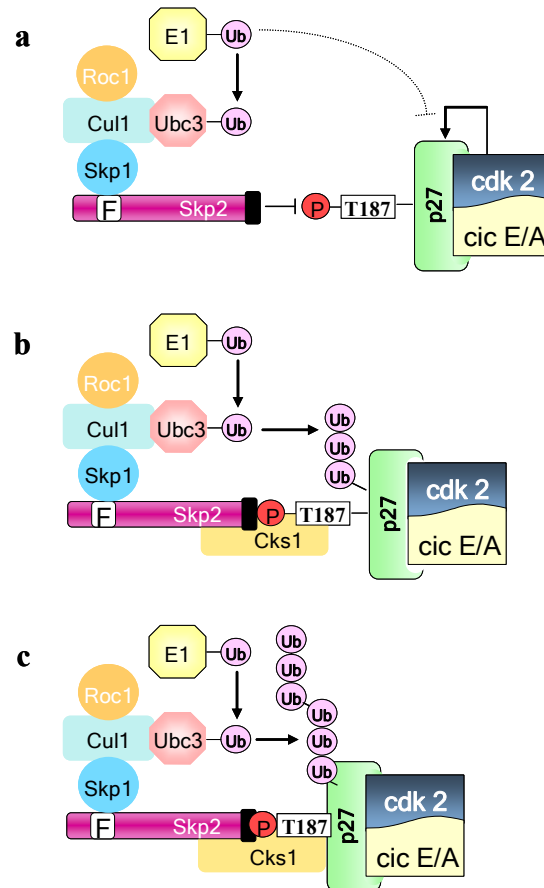 a
E1
Ub
Roc1
Cul1
Ubc3
Ub
Skp1
F
Skp2
P
T187
p27
cdk 2
cic E/A
b
E1
Ub
Roc1
Cul1
Ubc3
Ub
Ub
Ub
Ub
Skp1
F
Skp2
P
T187
Cks1
p27
cdk 2
cic E/A
c
E1
Ub
Ub
Ub
Ub
Roc1
Cul1
Ubc3
Ub
Ub
Ub
Ub
Skp1
F
Skp2
P
T187
Cks1
p27
cdk 2
cic E/A